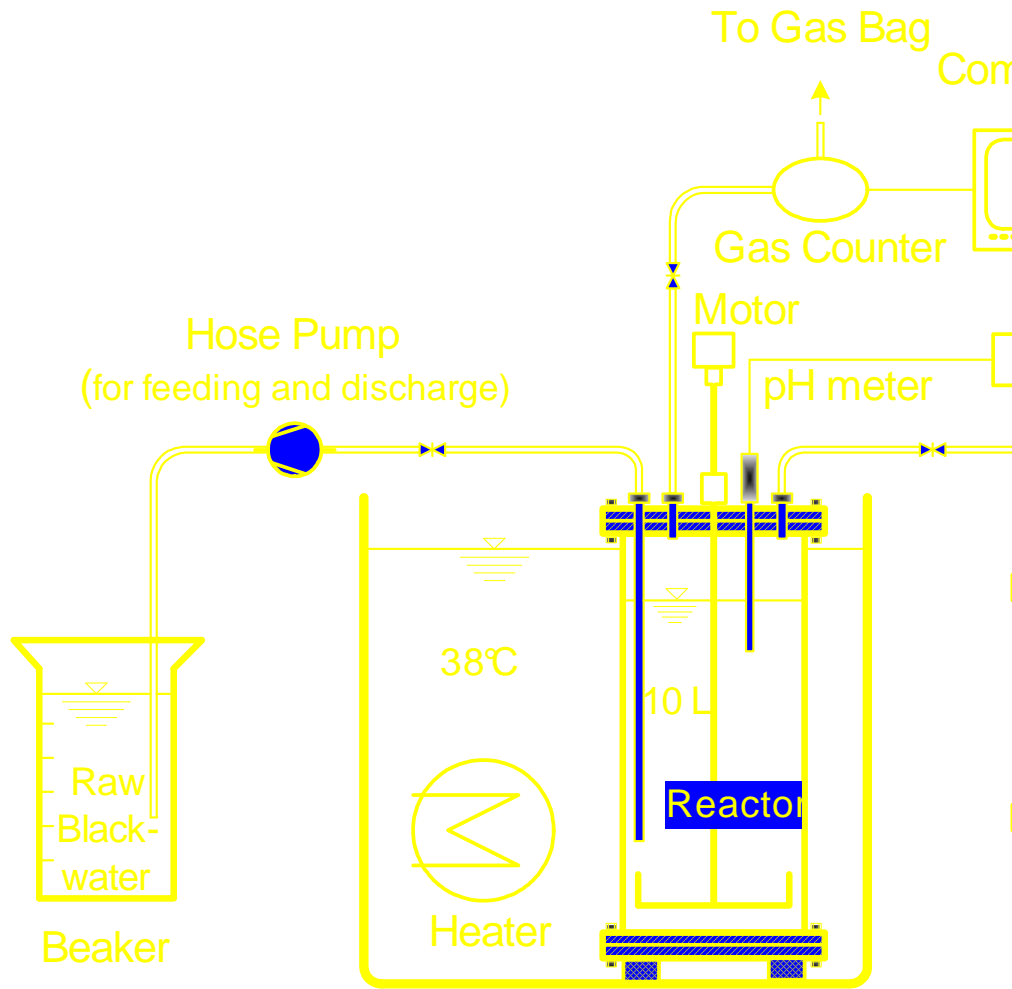 To Gas Bag
Com
Gas Counter
Motor
Hose Pump
(for feeding and discharge)
pH meter
38°C
10 L
Raw
Black-
water
Reactor
Heater
Beaker